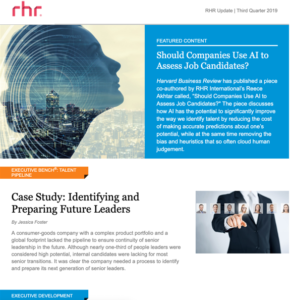 rhr
RHR Update | Third Quarter 2019
FEATURED CONTENT
Should Companies Use AI to
Assess Job Candidates?
Harvard Business Review has published a piece
co-authored by RHR International's Reece
Akhtar called, "Should Companies Use AI to
Assess Job Candidates?" The piece discusses
how AI has the potential to significantly improve
the way we identify talent by reducing the cost
of making accurate predictions about one's
potential, while at the same time removing the
bias and heuristics that so often cloud human
judgement.
EXECUTIVE BENCH®: TALENT
PIPELINE
Case Study: Identifying and
Preparing Future Leaders
By Jessica Foster
A consumer-goods company with a complex product portfolio and a
global footprint lacked the pipeline to ensure continuity of senior
leadership in the future. Although nearly one-third of people leaders were
considered high potential, internal candidates were lacking for most
senior transitions. It was clear the company needed a process to identify
and prepare its next generation of senior leaders.
EXECUTIVE DEVELOPMENT